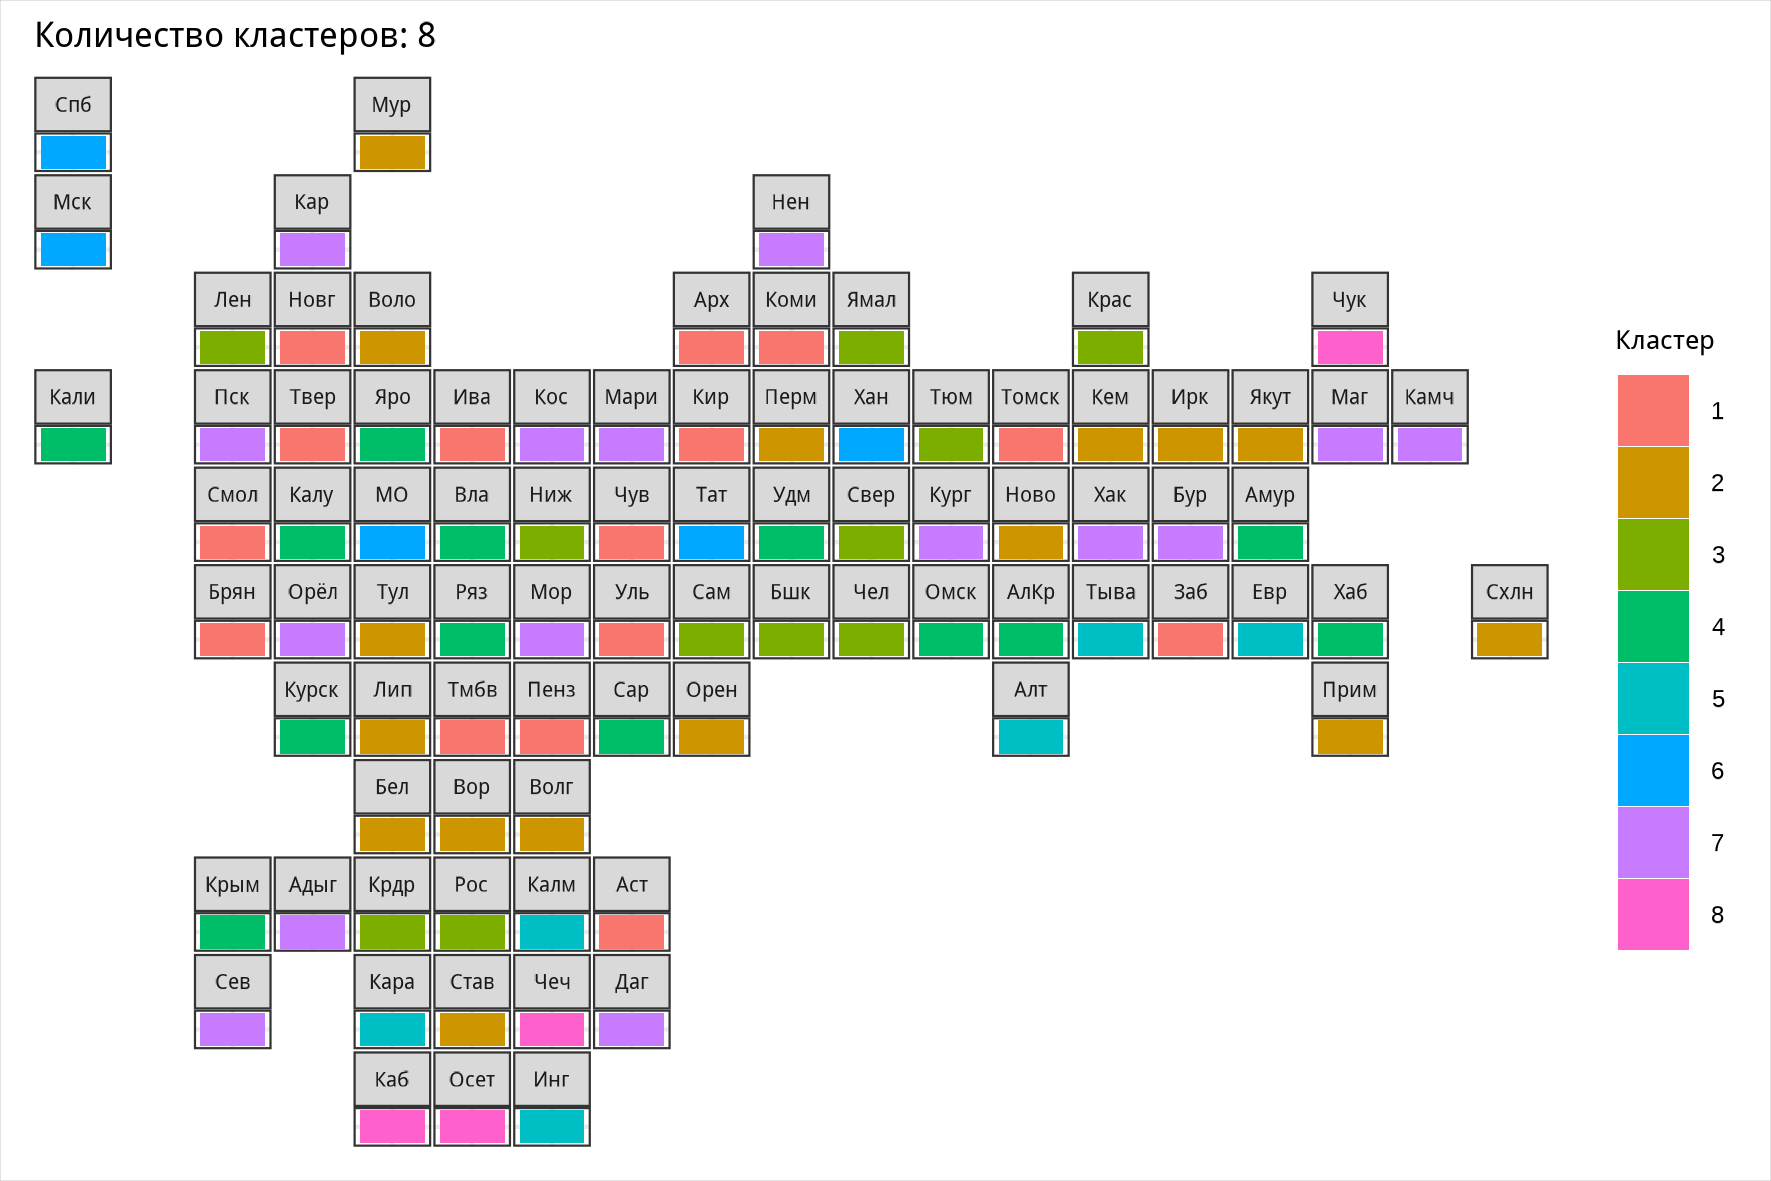 Количество кластеров: 8
Спб Мур
Мск Кар Нен
Лен Новг Воло Арх Коми Ямал Крас Чук
Кали Пск Твер Яро Ива Кос Мари Кир Перм Хан Тюм Томск Кем Ирк Якут Маг Камч
Смол Калу МО Вла Ниж Чув Тат Удм Свер Кург Ново Хак Бур Амур
Брян Орёл Тул Ряз Мор Уль Сам Бшк Чел Омск АлКр Тыва Заб Евр Хаб Схлн
Курск Лип Тмбв Пенз Сар Орен Алт Прим
Бел Вор Волг
Крым Адыг Крдр Рос Калм Аст
Сев Кара Став Чеч Даг
Каб Осет Инг
Кластер
1
2
3
4
5
6
7
8